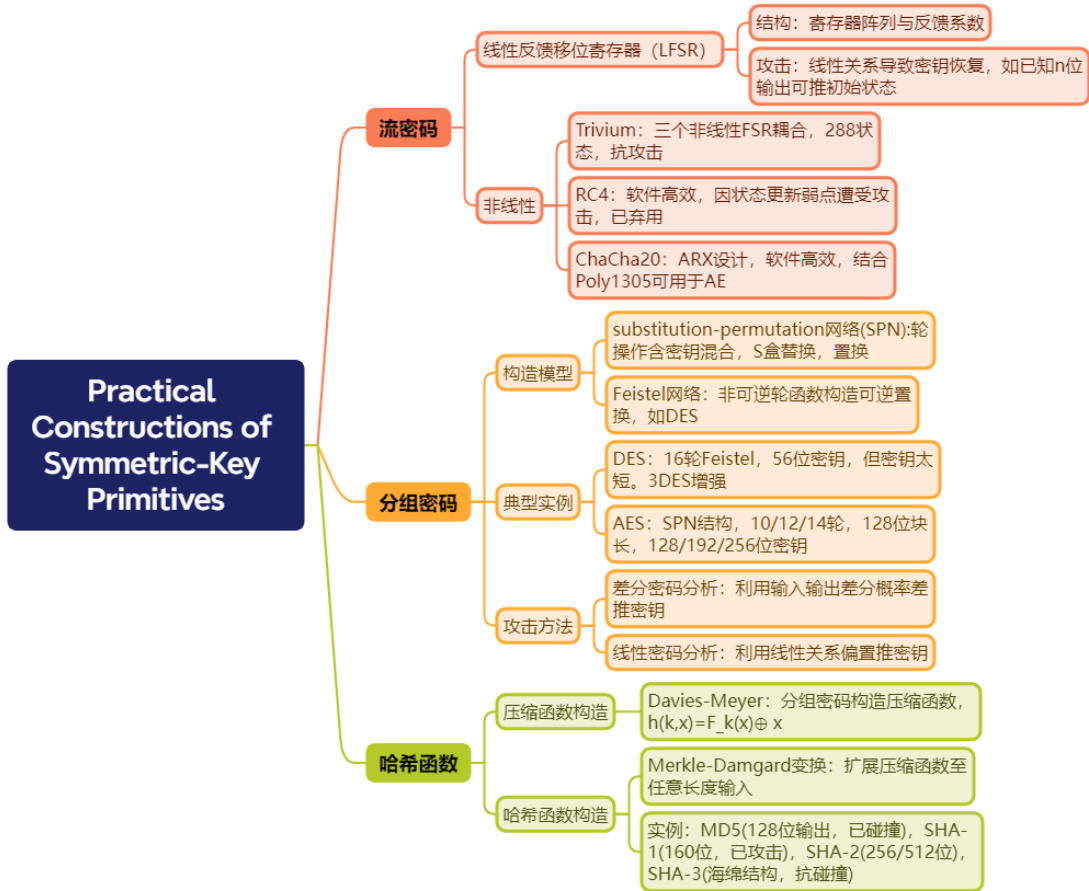 Practical
Constructions of
Symmetric-Key
Primitives
流密码
线性反馈移位寄存器（LFSR）
结构：寄存器阵列与反馈系数
攻击：线性关系导致密钥恢复，如已知n位
输出可推初始状态
非线性
Trivium：三个非线性FSR耦合，288状
态，抗攻击
RC4：软件高效，因状态更新弱点遭受攻
击，已弃用
ChaCha20：ARX设计，软件高效，结合
Poly1305可用于AE
分组密码
构造模型
substitution-permutation网络(SPN):轮
操作含密钥混合，S盒替换，置换
Feistel网络：非可逆轮函数构造可逆置
换，如DES
典型实例
DES：16轮Feistel，56位密钥，但密钥太
短。3DES增强
AES：SPN结构，10/12/14轮，128位块
长，128/192/256位密钥
攻击方法
差分密码分析：利用输入输出差分概率差
推密钥
线性密码分析：利用线性关系偏置推密钥
哈希函数
压缩函数构造
Davies-Meyer：分组密码构造压缩函数，
h(k,x)=F_k(x)⊕ x
哈希函数构造
Merkle-Damgard变换：扩展压缩函数至
任意长度输入
实例：MD5(128位输出，已碰撞)，SHA-
1(160位，已攻击)，SHA-2(256/512位)，
SHA-3(海绵结构，抗碰撞)